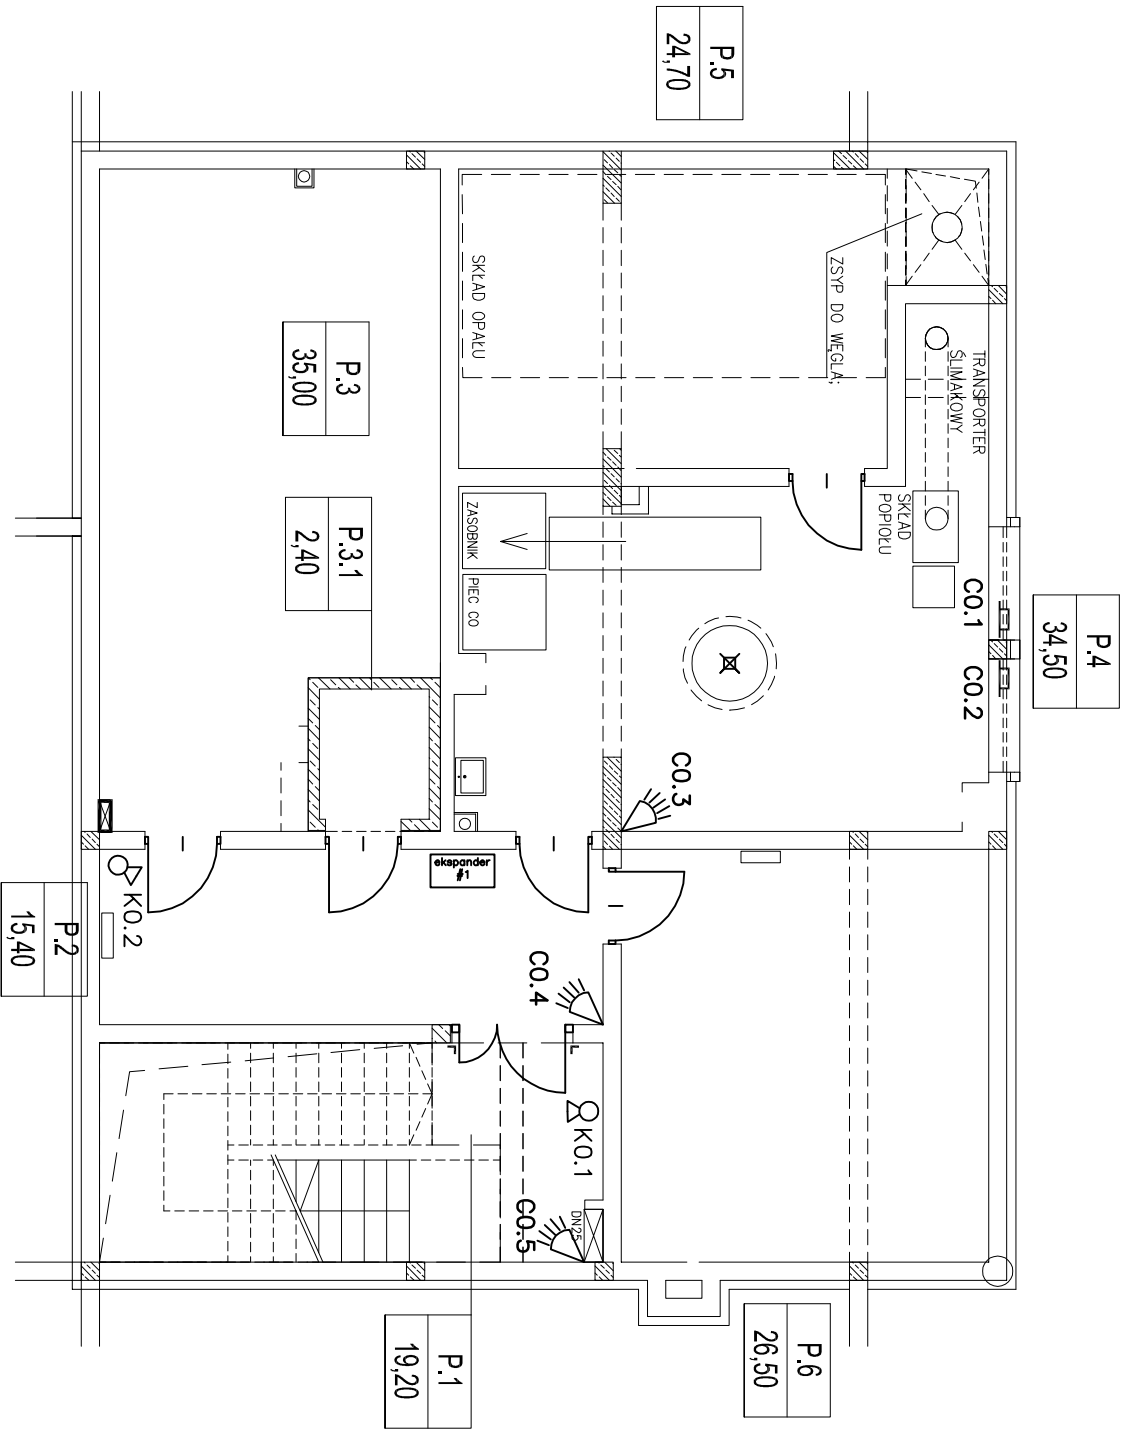 P.5
24,70
P.4
34,50
P.3
35,00
P.3.1
2,40
P.2
15,40
P.1
19,20
P.6
26,50
ZSYP DO WĘGLA;
SKŁAD OPAŁU
TRANSPORTER
ŚLIMAKOWY
SKŁAD
POPIOŁU
ZASOBNIK
PIEC CO
CO.1
CO.2
CO.3
ekspander
#1
KO.2
CO.4
KO.1
CO.5
DN25